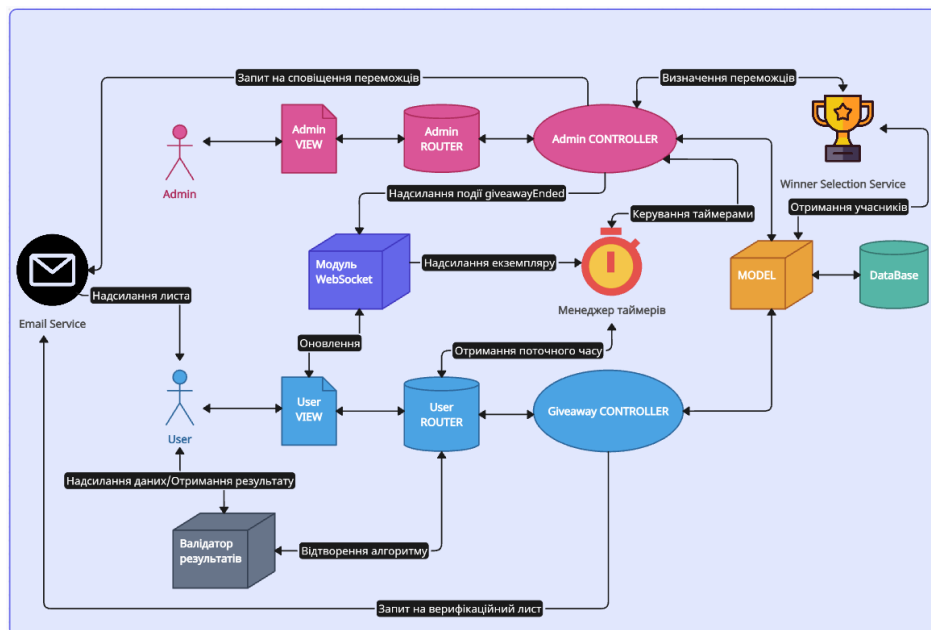 Запит на сповіщення переможців
Визначення переможців
Admin
VIEW
Admin
ROUTER
Admin CONTROLLER
Admin
Winner Selection Service
Надсилання події giveawayEnded
Отримання учасників
Керування таймерами
Модуль
WebSocket
Надсилання екземпляру
MODEL
DataBase
Надсилання листа
Менеджер таймерів
Email Service
Оновлення
Отримання поточного часу
User
VIEW
User
ROUTER
Giveaway CONTROLLER
User
Надсилання даних/Отримання результату
Валідатор
результатів
Відтворення алгоритму
Запит на верифікаційний лист